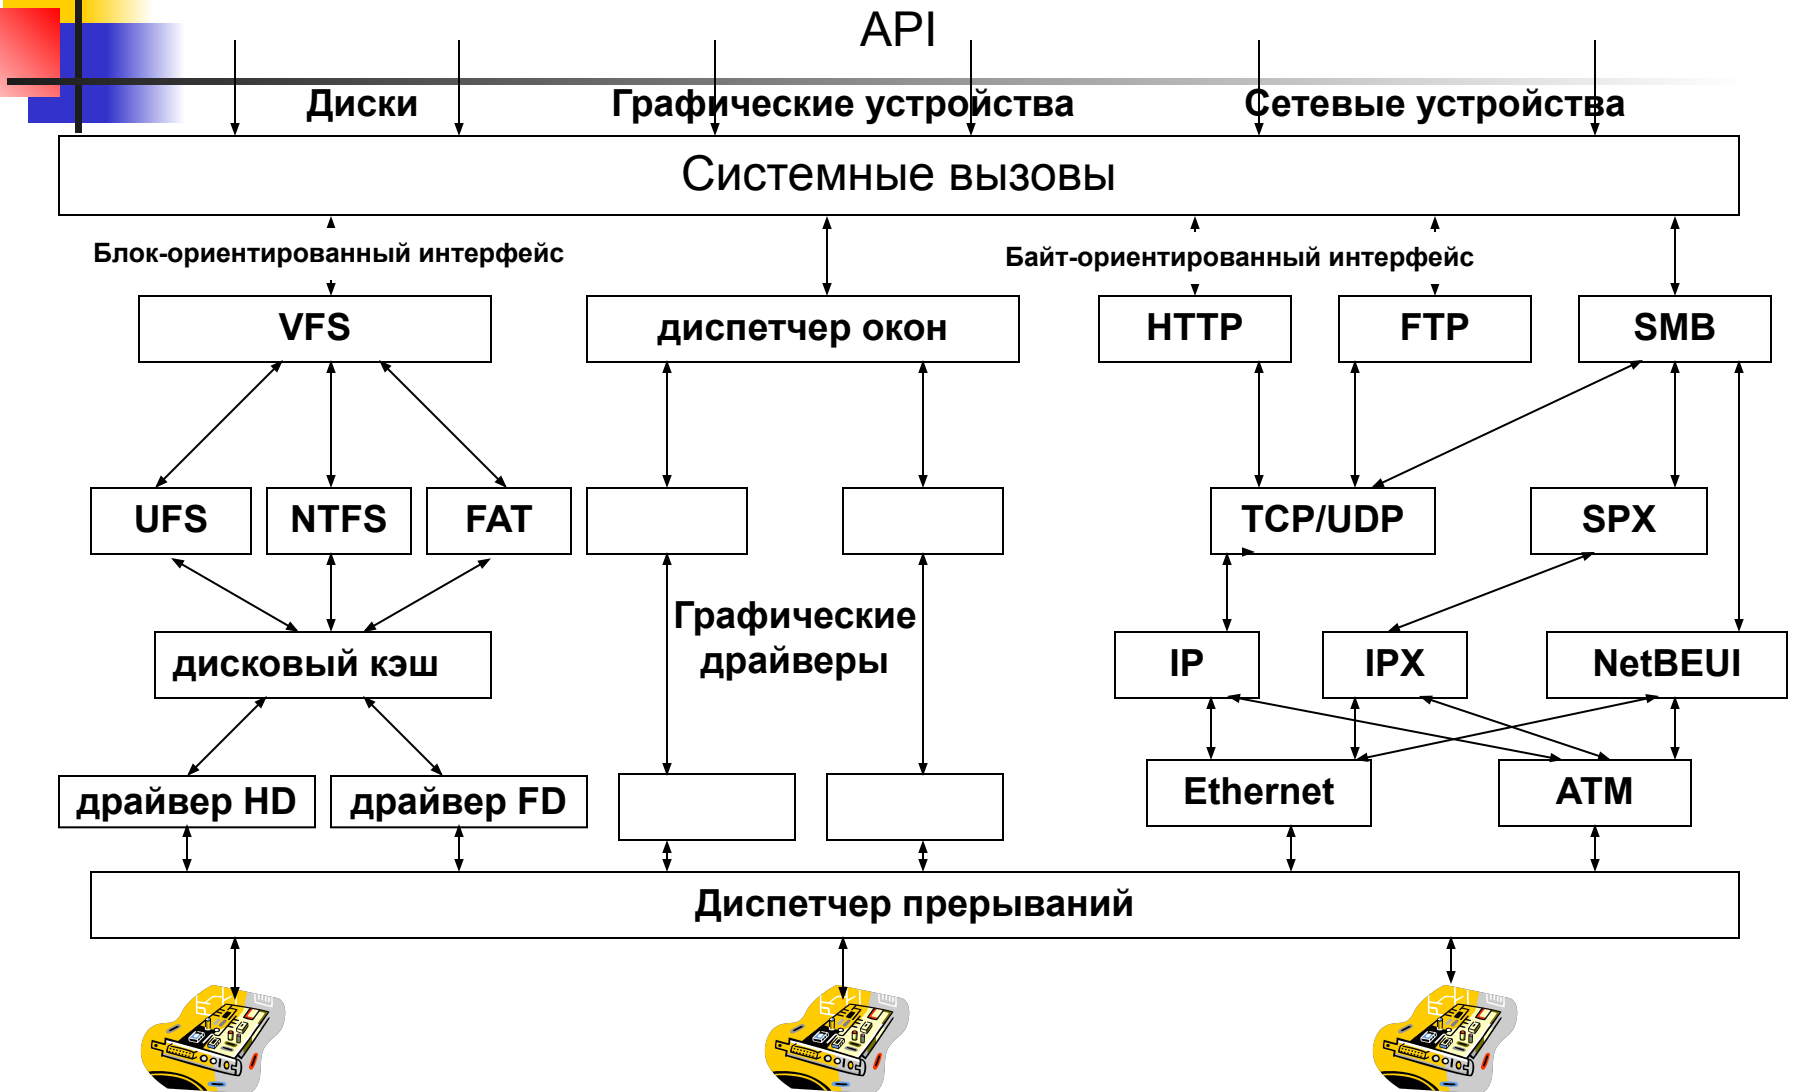 API
Диски Графические устройства Сетевые устройства
Системные вызовы
Блок-ориентированный интерфейс Байт-ориентированный интерфейс
VFS диспетчер окон HTTP FTP SMB
UFS NTFS FAT TCP/UDP SPX
Графические
драйверы
дисковый кэш IP IPX NetBEUI
драйвер HD драйвер FD Ethernet ATM
Диспетчер прерываний